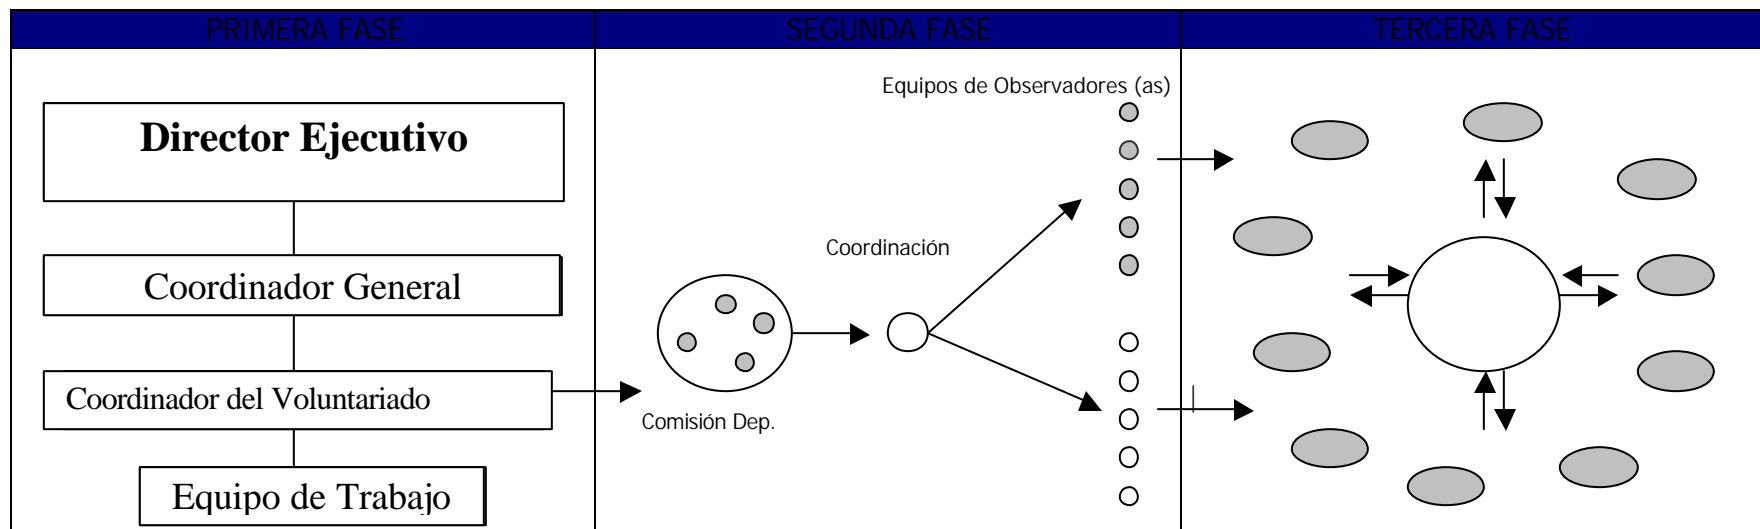 PRIMERA FASE
SEGUNDA FASE
TERCERA FASE
Director Ejecutivo
Coordinador General
Coordinador del Voluntariado
Equipo de Trabajo
Equipos de Observadores (as)
Coordinación
Comisión Dep.